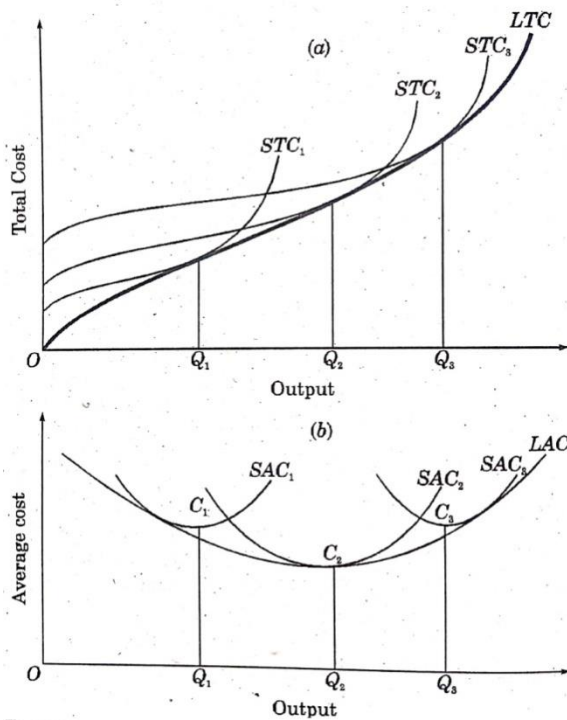 LTC
(a)
STC₃
STC₂
STC₁
Total Cost
O
Q₁
Q₂
Q₃
Output
(b)
LAC
SAC₃
SAC₂
SAC₁
C₁
C₂
C₃
Average cost
O
Q₁
Q₂
Q₃
Output